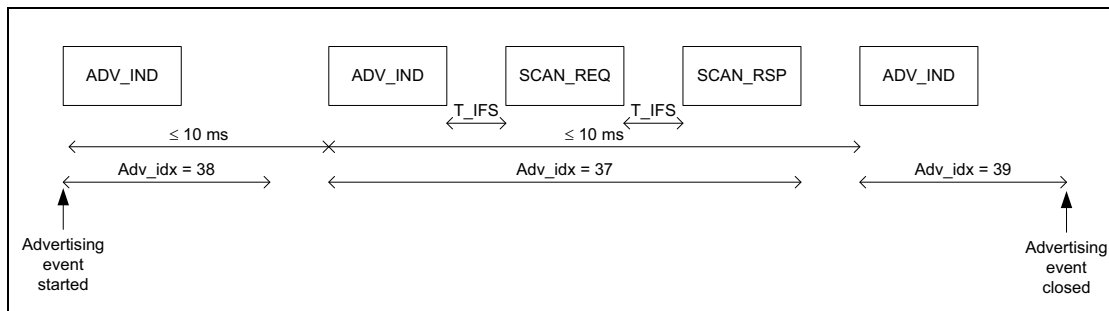 ADV_IND
ADV_IND
SCAN_REQ
SCAN_RSP
ADV_IND
T_IFS
T_IFS
≤ 10 ms
≤ 10 ms
Adv_idx = 38
Adv_idx = 37
Adv_idx = 39
Advertising
event
started
Advertising
event
closed